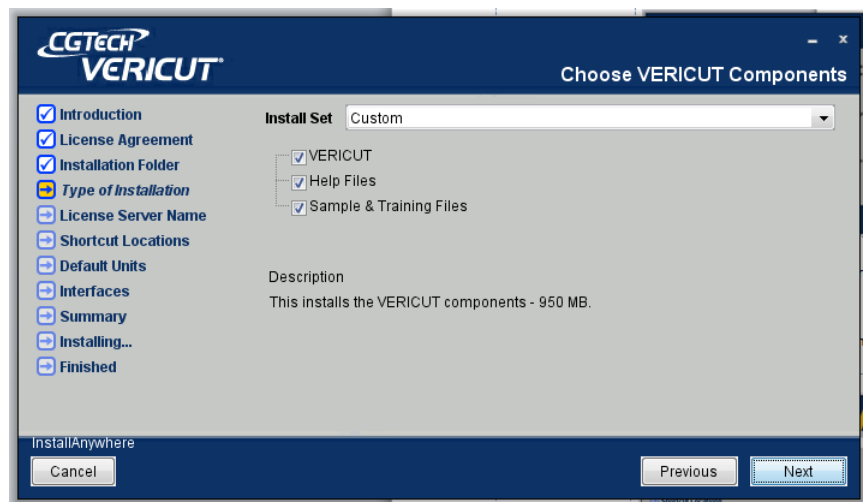 CGTECH
VERICUT
Choose VERICUT Components
Introduction
License Agreement
Installation Folder
Type of Installation
License Server Name
Shortcut Locations
Default Units
Interfaces
Summary
Installing...
Finished
Install Set Custom
VERICUT
Help Files
Sample & Training Files
Description
This installs the VERICUT components - 950 MB.
InstallAnywhere
Cancel
Previous
Next